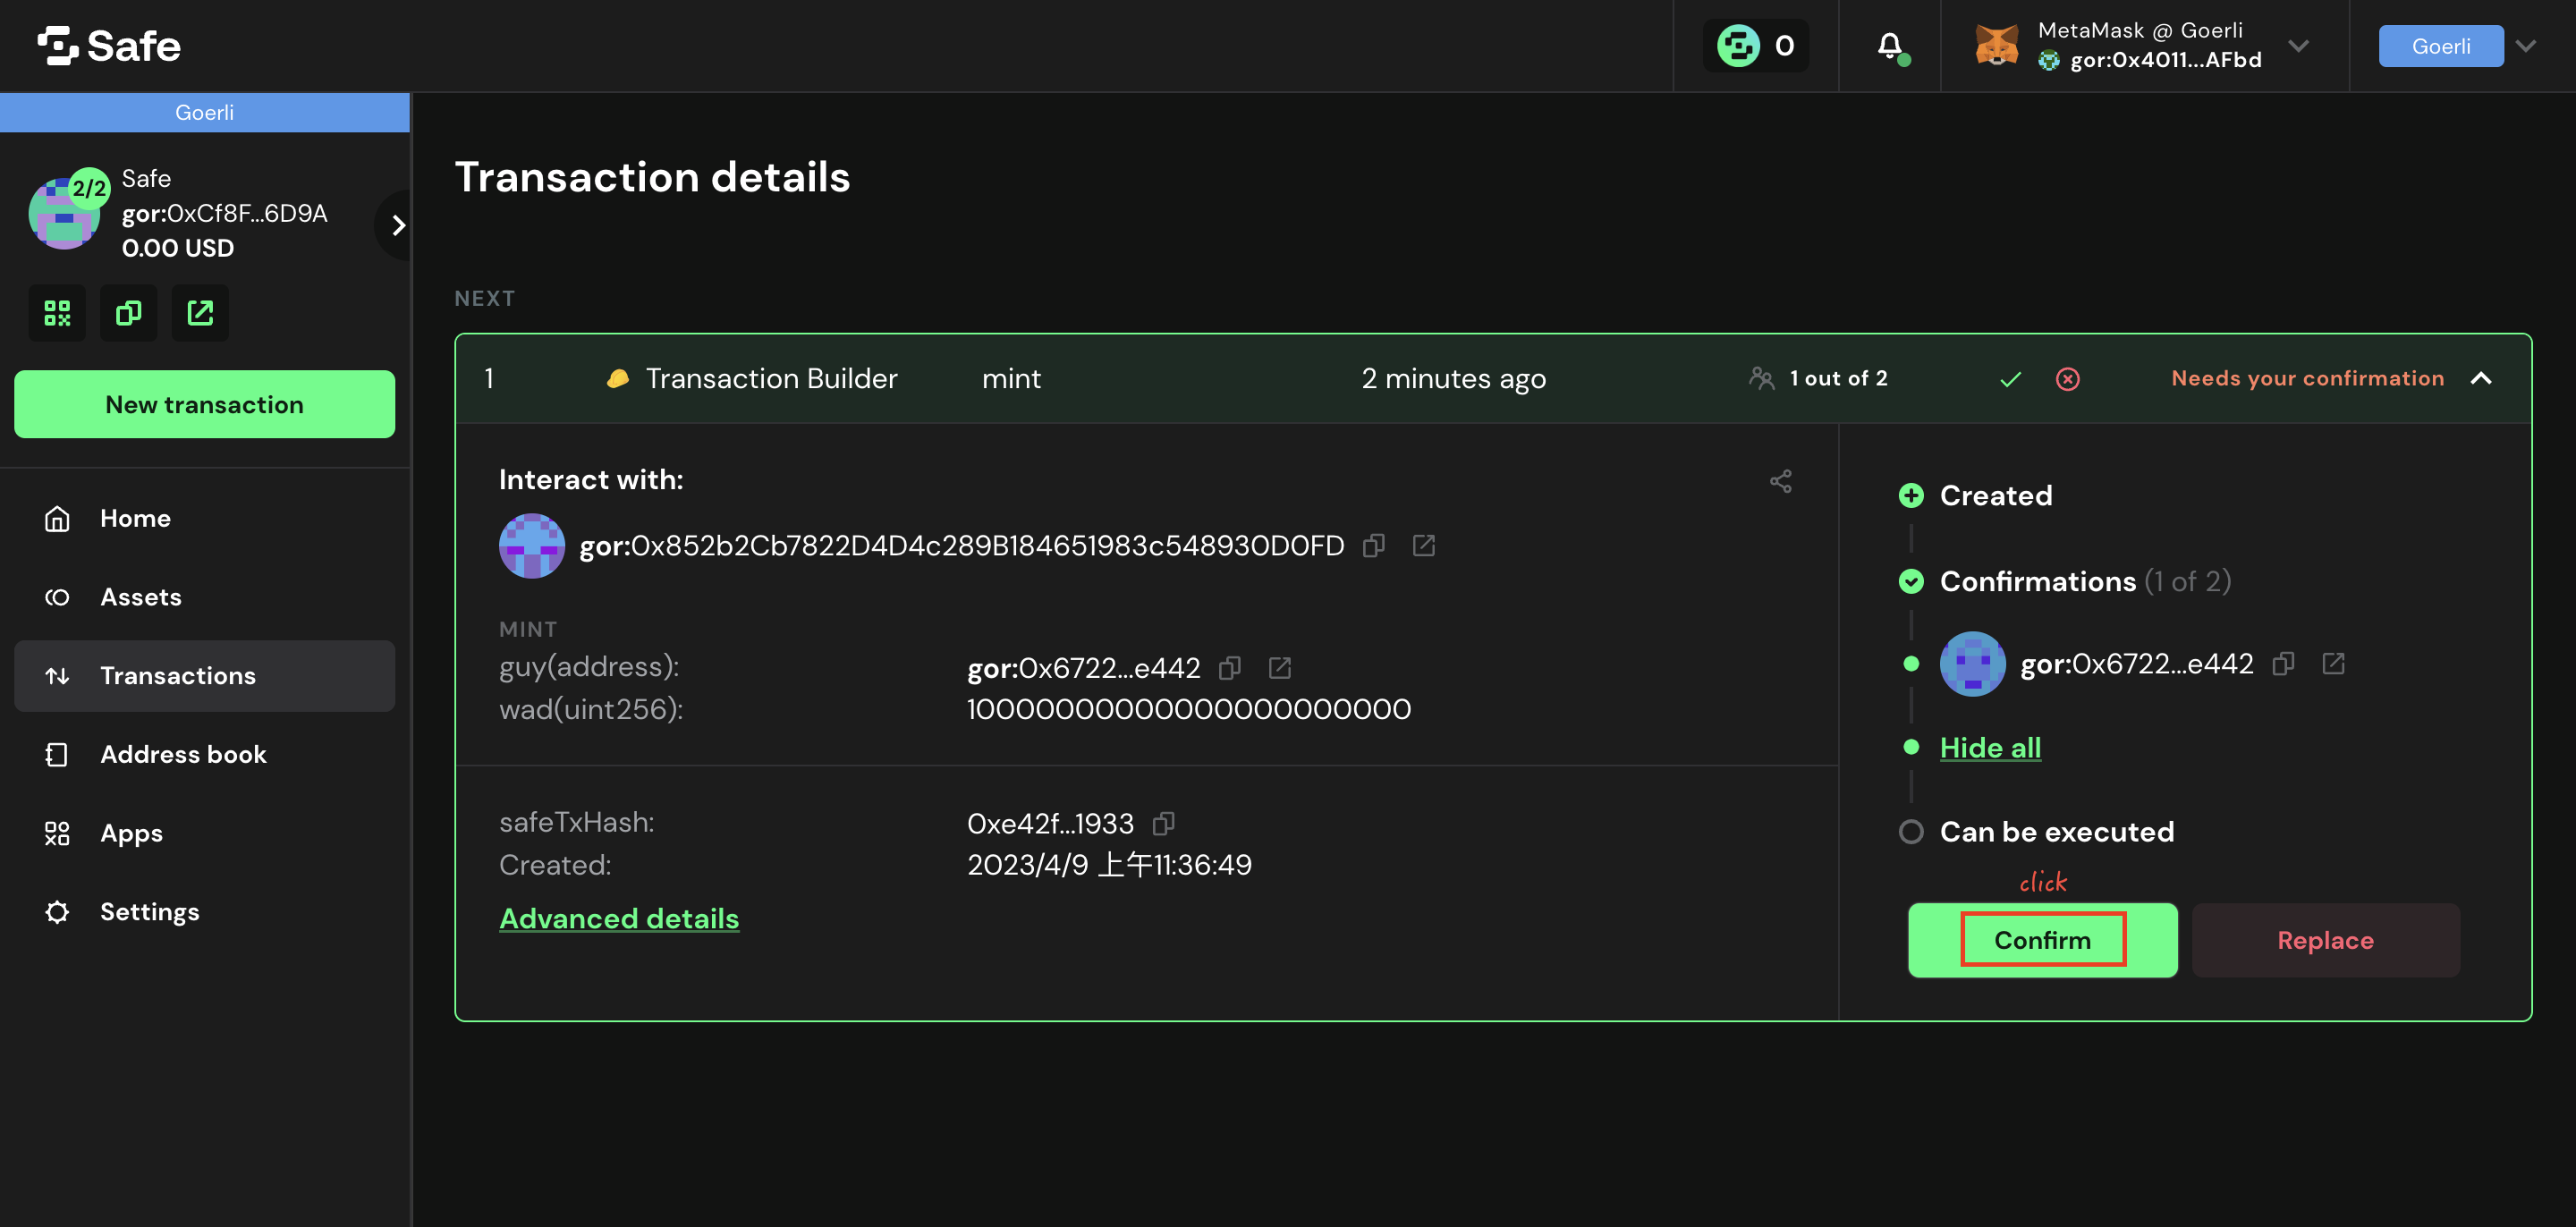 Safe
0
MetaMask @ Goerli
gor:0x4011...AFbd
Goerli
Goerli
2/2
Safe
gor:0xCf8F...6D9A
0.00 USD
New transaction
Home
Assets
Transactions
Address book
Apps
Settings
Transaction details
NEXT
1 Transaction Builder mint 2 minutes ago 1 out of 2 Needs your confirmation
Interact with:
gor:0x852b2Cb7822D4D4c289B184651983c548930D0FD
MINT
guy(address): gor:0x6722...e442
wad(uint256): 10000000000000000000000
safeTxHash: 0xe42f...1933
Created: 2023/4/9 上午11:36:49
Advanced details
Created
Confirmations (1 of 2)
gor:0x6722...e442
Hide all
Can be executed
click
Confirm
Replace